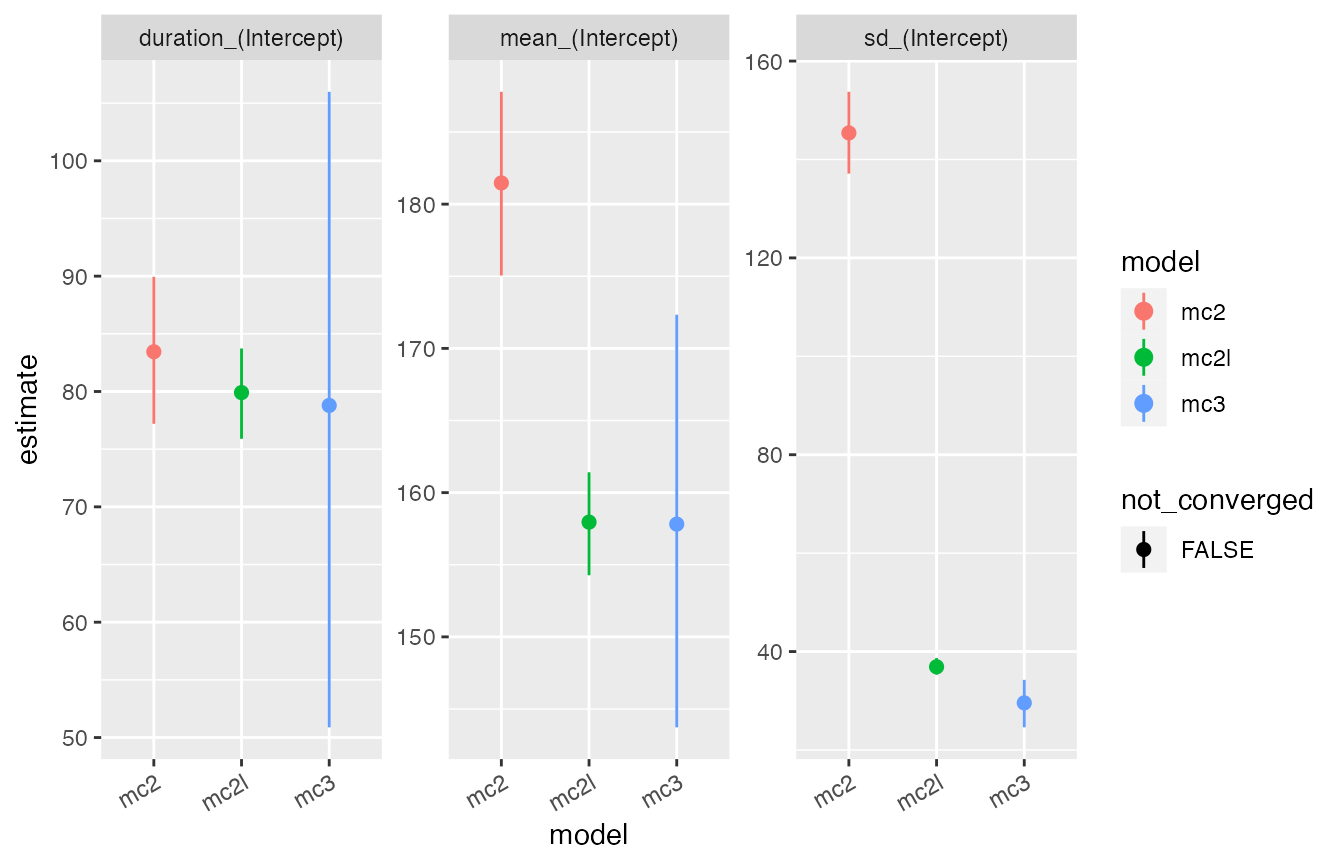 duration_(Intercept)
mean_(Intercept)
sd_(Intercept)
estimate
100
90
80
70
60
50
180
170
160
150
160
120
80
40
mc2
mc2l
mc3
mc2
mc2l
mc3
mc2
mc2l
mc3
model
model
mc2
mc2l
mc3
not_converged
FALSE